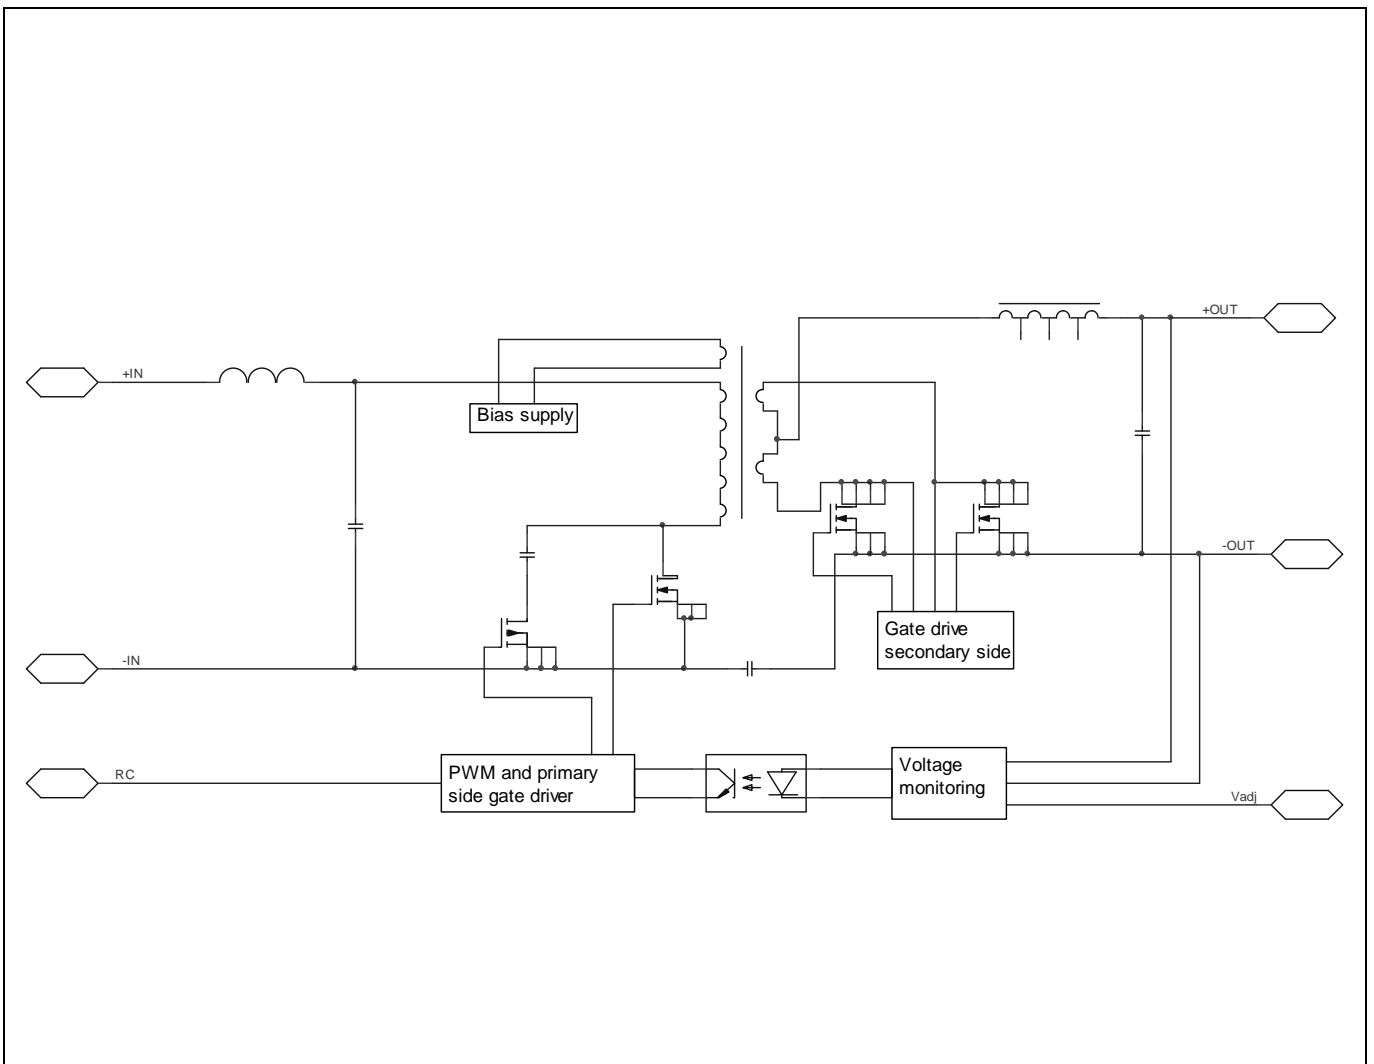 +OUT
+IN
Bias supply
-OUT
Gate drive
secondary side
-IN
RC
PWM and primary
side gate driver
Voltage
monitoring
Vadj